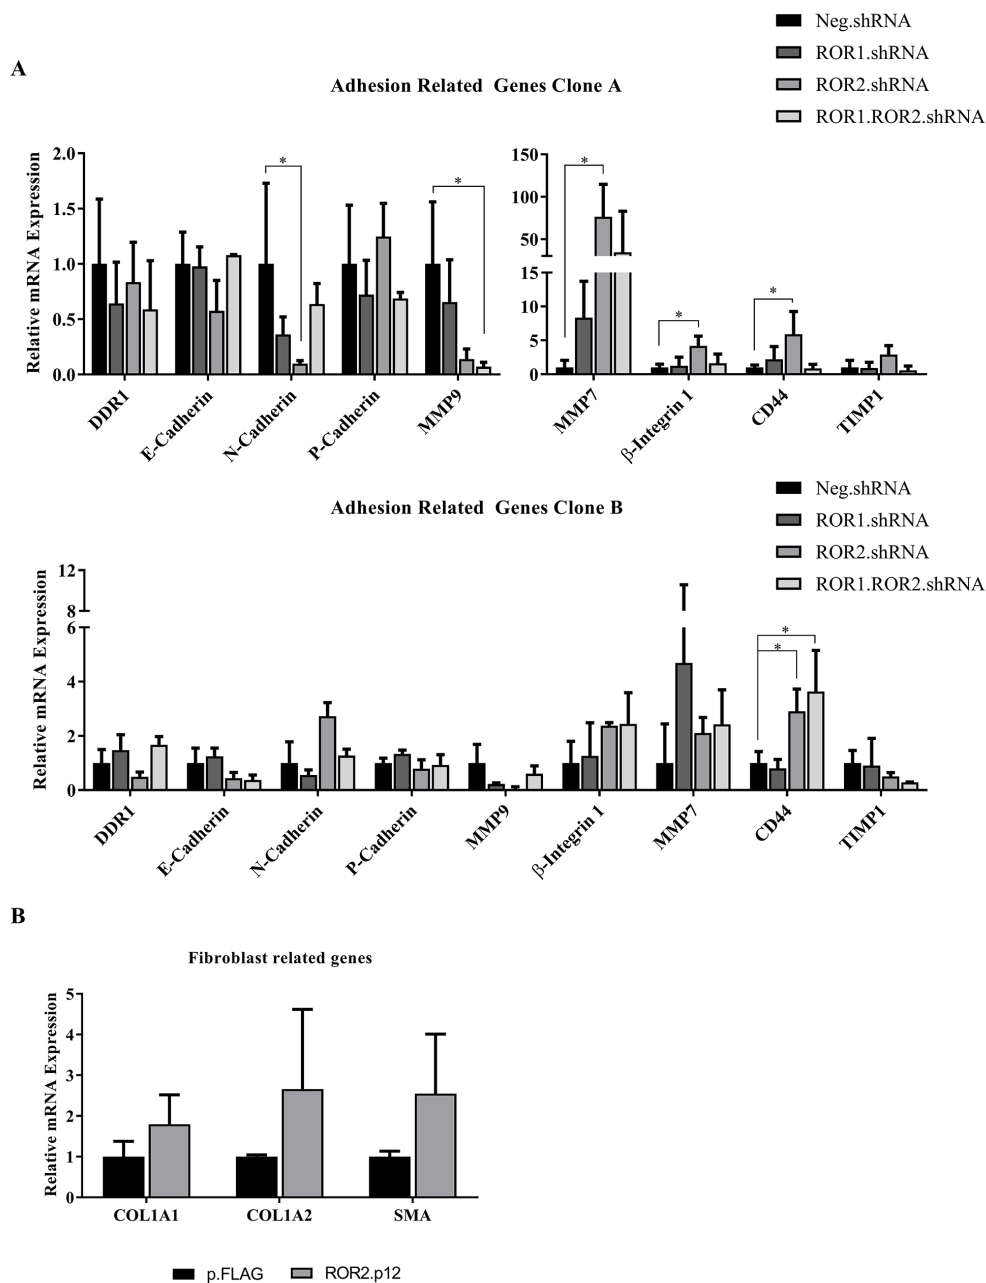 Neg.shRNA
ROR1.shRNA
ROR2.shRNA
ROR1.ROR2.shRNA
A
Adhesion Related Genes Clone A
Relative mRNA Expression
2.0
1.5
1.0
0.5
0.0
*
*
DDR1
E-Cadherin
N-Cadherin
P-Cadherin
MMP9
150
100
50
15
10
5
0
*
*
*
MMP7
β-Integrin 1
CD44
TIMP1
Neg.shRNA
ROR1.shRNA
ROR2.shRNA
ROR1.ROR2.shRNA
Adhesion Related Genes Clone B
Relative mRNA Expression
12
8
6
4
2
0
*
*
DDR1
E-Cadherin
N-Cadherin
P-Cadherin
MMP9
β-Integrin 1
MMP7
CD44
TIMP1
B
Fibroblast related genes
Relative mRNA Expression
5
4
3
2
1
0
COL1A1
COL1A2
SMA
p.FLAG
ROR2.p12